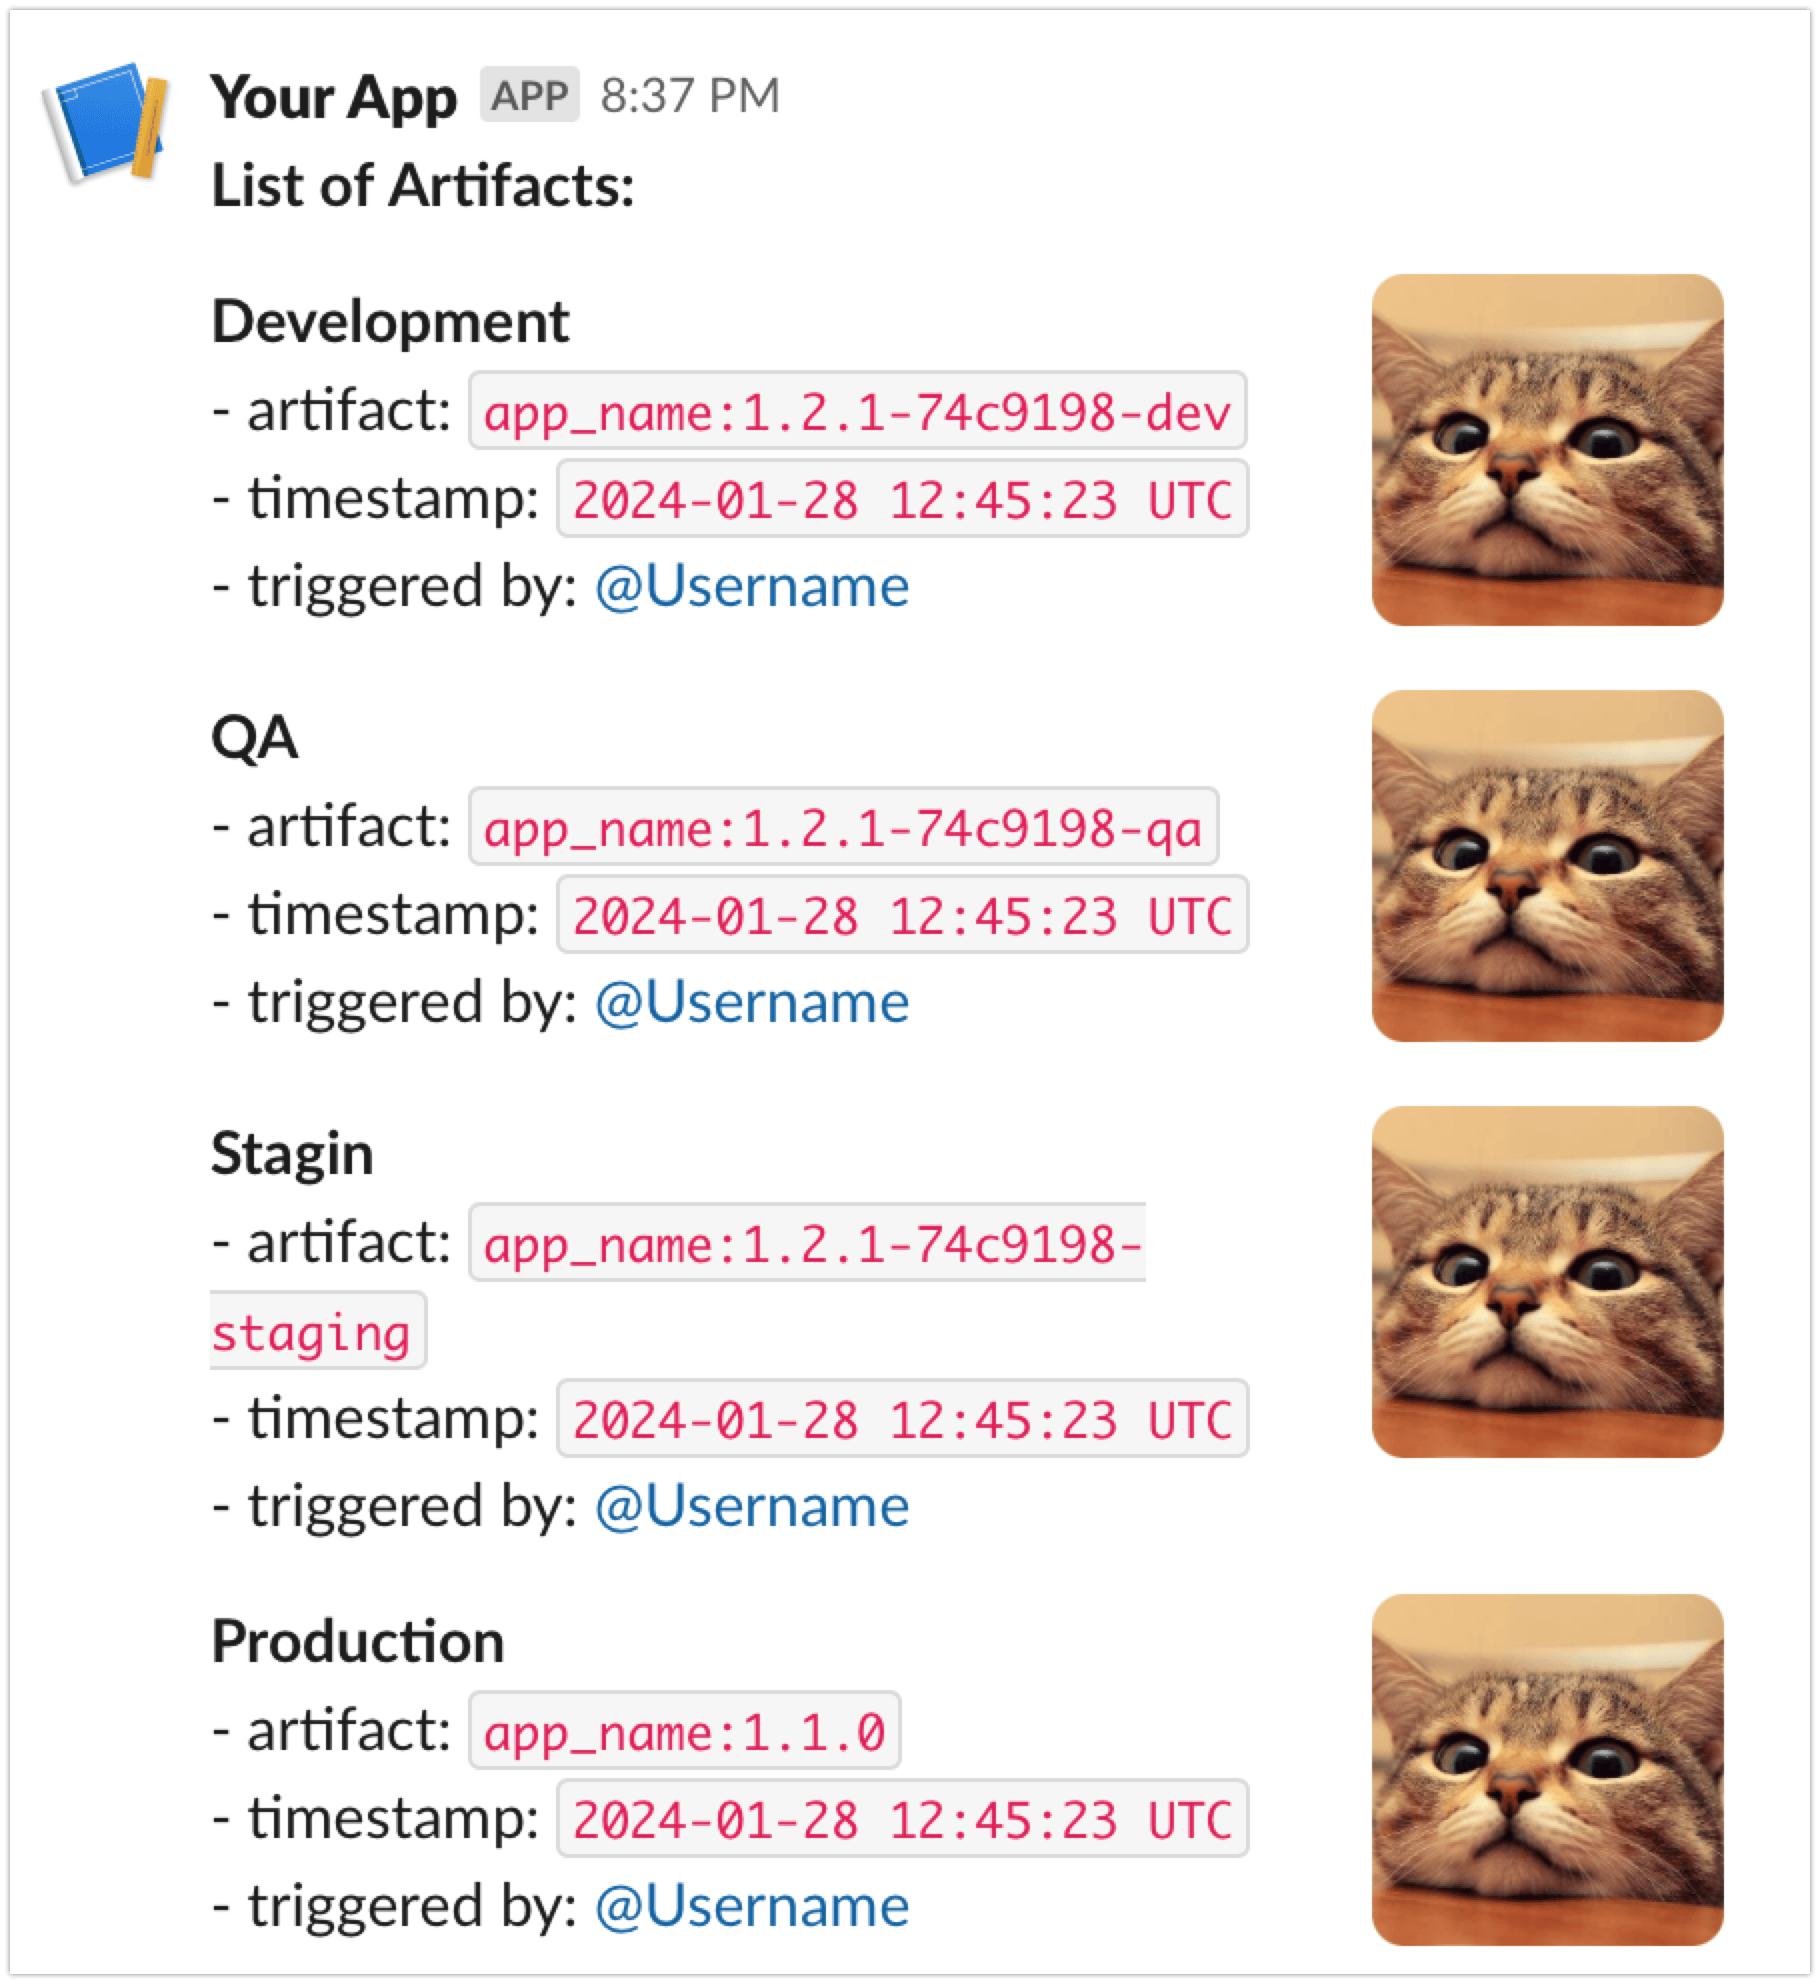 Your App APP 8:37 PM
List of Artifacts:
Development
- artifact: app_name:1.2.1-74c9198-dev
- timestamp: 2024-01-28 12:45:23 UTC
- triggered by: @Username
QA
- artifact: app_name:1.2.1-74c9198-qa
- timestamp: 2024-01-28 12:45:23 UTC
- triggered by: @Username
Stagin
- artifact: app_name:1.2.1-74c9198-
staging
- timestamp: 2024-01-28 12:45:23 UTC
- triggered by: @Username
Production
- artifact: app_name:1.1.0
- timestamp: 2024-01-28 12:45:23 UTC
- triggered by: @Username